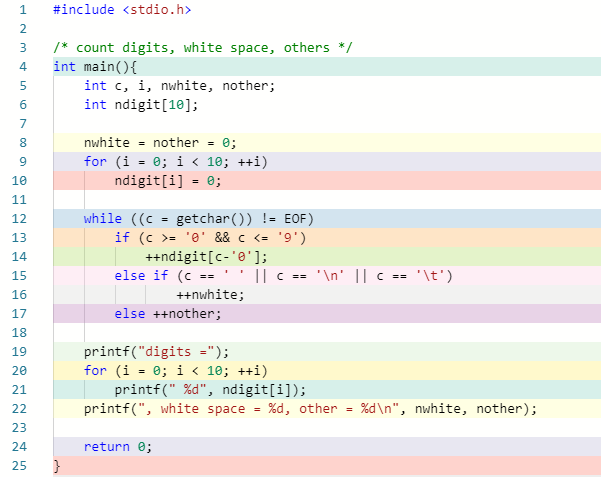 1 #include <stdio.h>
2
3 /* count digits, white space, others */
4 int main(){
5     int c, i, nwhite, nother;
6     int ndigit[10];
7
8     nwhite = nother = 0;
9     for (i = 0; i < 10; ++i)
10         ndigit[i] = 0;
11
12     while ((c = getchar()) != EOF)
13         if (c >= '0' && c <= '9')
14             ++ndigit[c-'0'];
15         else if (c == ' ' || c == '\n' || c == '\t')
16                 ++nwhite;
17         else ++nother;
18
19     printf("digits =");
20     for (i = 0; i < 10; ++i)
21         printf(" %d", ndigit[i]);
22     printf(", white space = %d, other = %d\n", nwhite, nother);
23
24     return 0;
25 }